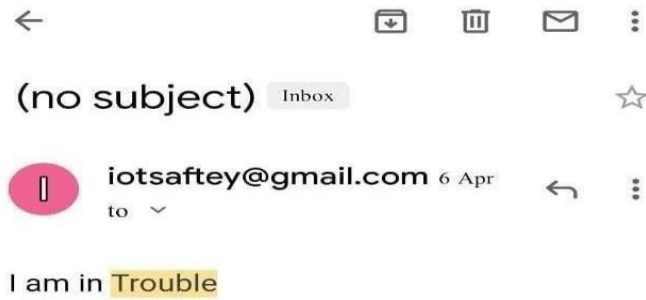 (no subject) Inbox
I iotsaftey@gmail.com 6 Apr
to
I am in Trouble